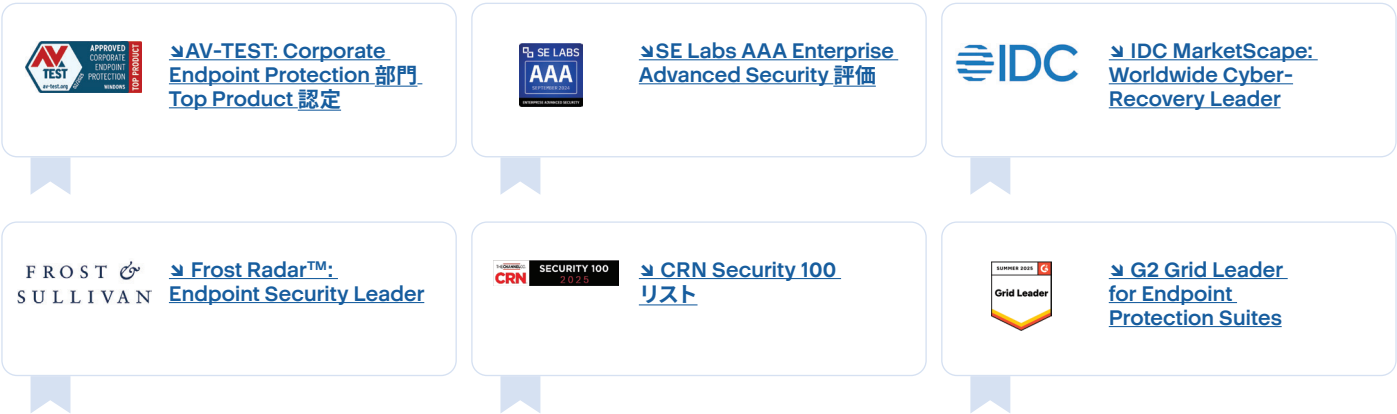 AV TEST
av-test.org
APPROVED
CORPORATE
ENDPOINT
PROTECTION
WINDOWS
TOP PRODUCT
⇘AV-TEST: Corporate
Endpoint Protection 部門
Top Product 認定
SE LABS
AAA
SEPTEMBER 2024
ENTERPRISE ADVANCED SECURITY
⇘SE Labs AAA Enterprise
Advanced Security 評価
IDC
⇘ IDC MarketScape:
Worldwide Cyber-
Recovery Leader
FROST &
SULLIVAN
⇘ Frost Radar™:
Endpoint Security Leader
CRN
SECURITY 100
2025
⇘ CRN Security 100
リスト
SUMMER 2025
Grid Leader
⇘ G2 Grid Leader
for Endpoint
Protection Suites